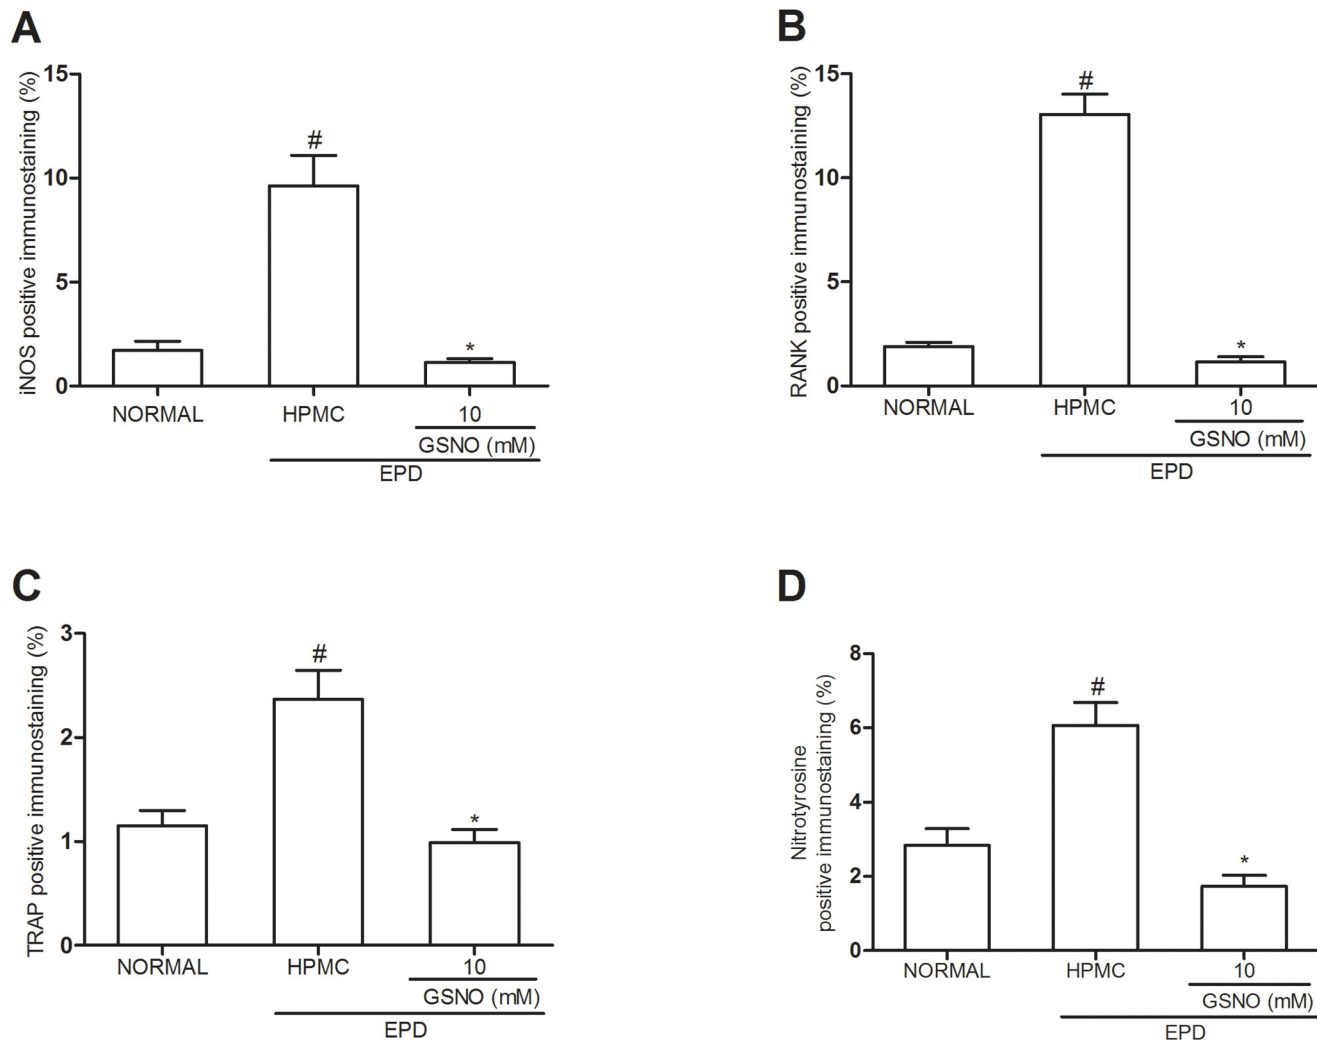 A
iNOS positive immunostaining (%)
15
10
5
0
#
*
NORMAL
HPMC
10
GSNO (mM)
EPD
B
RANK positive immunostaining (%)
15
10
5
0
#
*
NORMAL
HPMC
10
GSNO (mM)
EPD
C
TRAP positive immunostaining (%)
3
2
1
0
#
*
NORMAL
HPMC
10
GSNO (mM)
EPD
D
Nitrotyrosine
positive immunostaining (%)
8
6
4
2
0
#
*
NORMAL
HPMC
10
GSNO (mM)
EPD